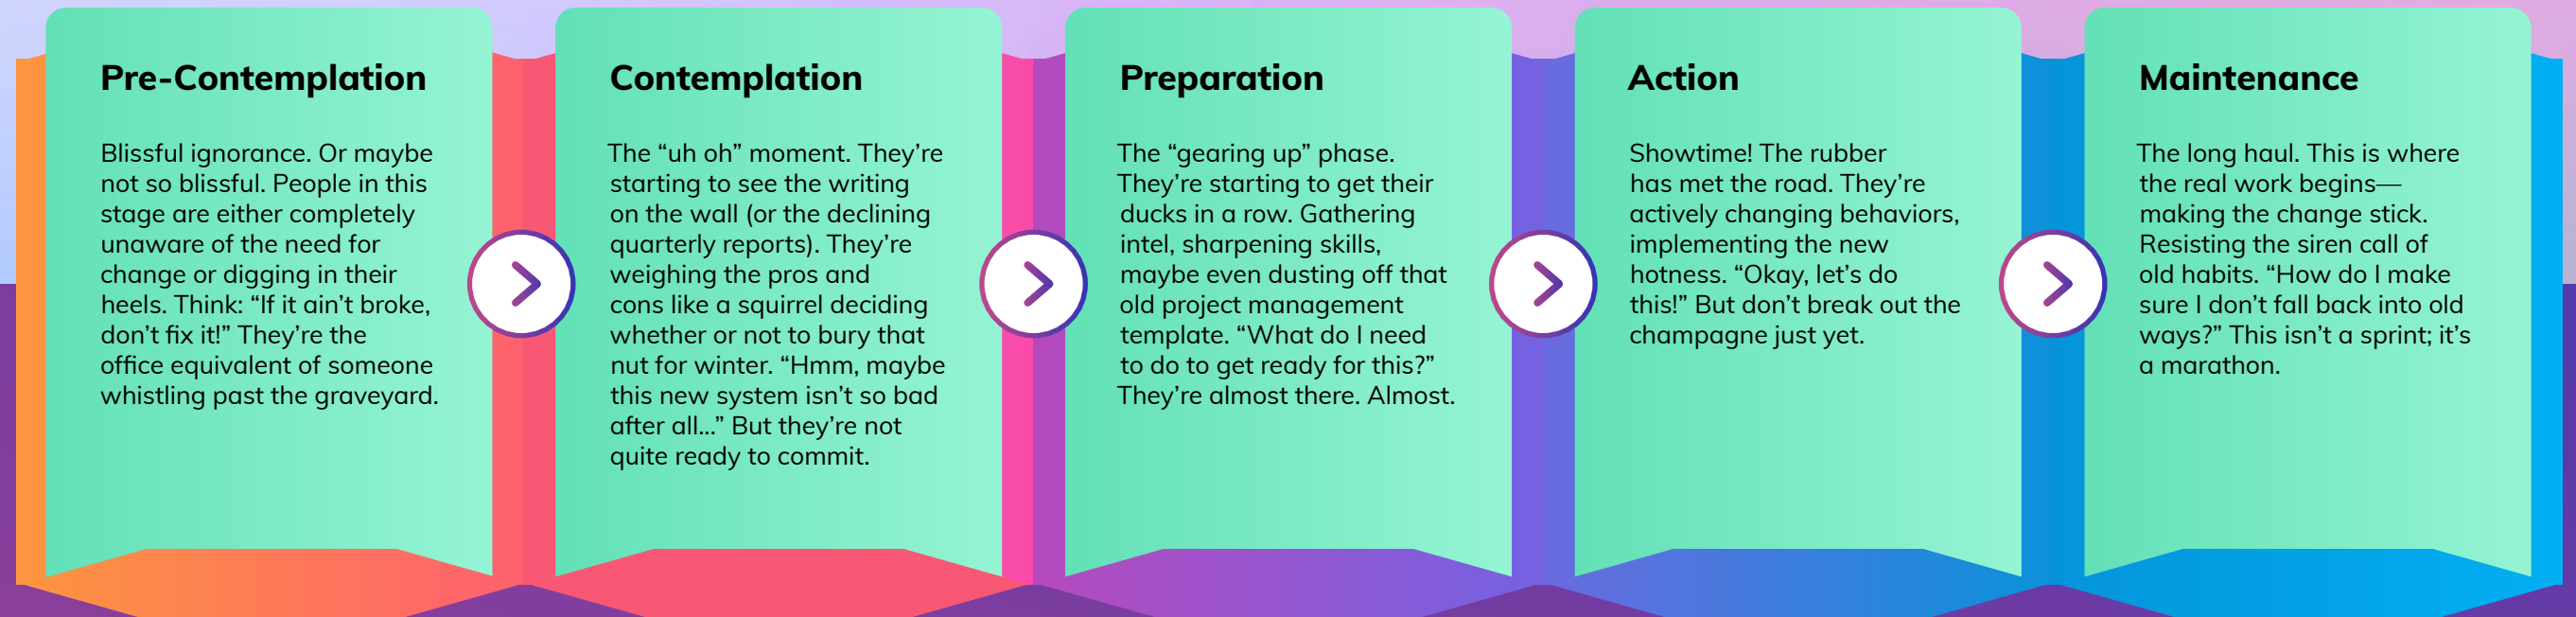 Pre-Contemplation
Blissful ignorance. Or maybe
not so blissful. People in this
stage are either completely
unaware of the need for
change or digging in their
heels. Think: “If it ain’t broke,
don’t fix it!” They’re the
office equivalent of someone
whistling past the graveyard.
Contemplation
The “uh oh” moment. They’re
starting to see the writing
on the wall (or the declining
quarterly reports). They’re
weighing the pros and
cons like a squirrel deciding
whether or not to bury that
nut for winter. “Hmm, maybe
this new system isn’t so bad
after all...” But they’re not
quite ready to commit.
Preparation
The “gearing up” phase.
They’re starting to get their
ducks in a row. Gathering
intel, sharpening skills,
maybe even dusting off that
old project management
template. “What do I need
to do to get ready for this?”
They’re almost there. Almost.
Action
Showtime! The rubber
has met the road. They’re
actively changing behaviors,
implementing the new
hotness. “Okay, let’s do
this!” But don’t break out the
champagne just yet.
Maintenance
The long haul. This is where
the real work begins—
making the change stick.
Resisting the siren call of
old habits. “How do I make
sure I don’t fall back into old
ways?” This isn’t a sprint; it’s
a marathon.